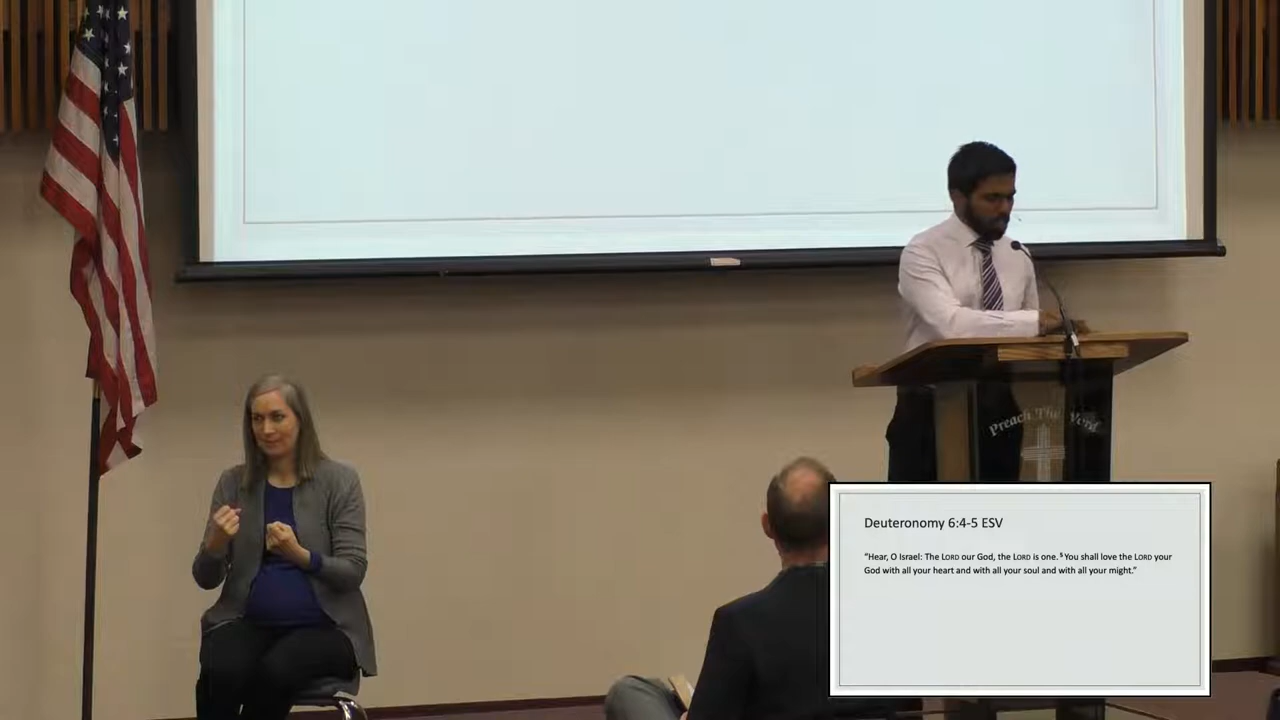 Preach The Word
Deuteronomy 6:4-5 ESV
“Hear, O Israel: The LORD our God, the LORD is one. ⁵ You shall love the LORD your
God with all your heart and with all your soul and with all your might.”